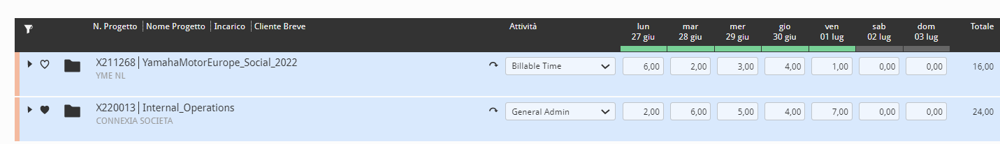 N. Progetto Nome Progetto Incarico Cliente Breve Attività lun 27 giu mar 28 giu mer 29 giu gio 30 giu ven 01 lug sab 02 lug dom 03 lug Totale
X211268 YamahaMotorEurope_Social_2022 Billable Time 6,00 2,00 3,00 4,00 1,00 0,00 0,00 16,00
YME NL
X220013 Internal_Operations General Admin 2,00 6,00 5,00 4,00 7,00 0,00 0,00 24,00
CONNEXIA SOCIETA